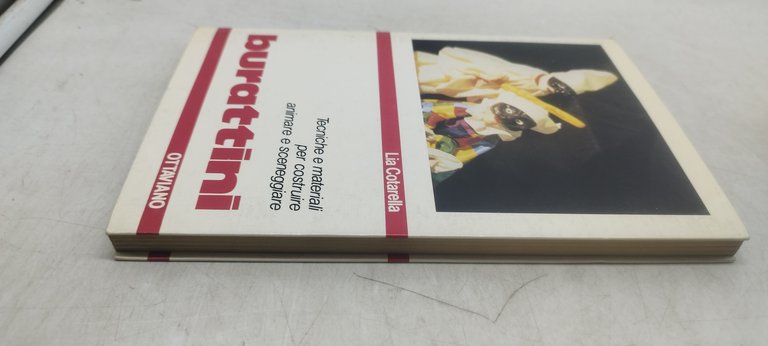 Lia Cotarella
Tecniche e materiali
per costruire
animare e sceneggiare
burattini
OTTAVIANO